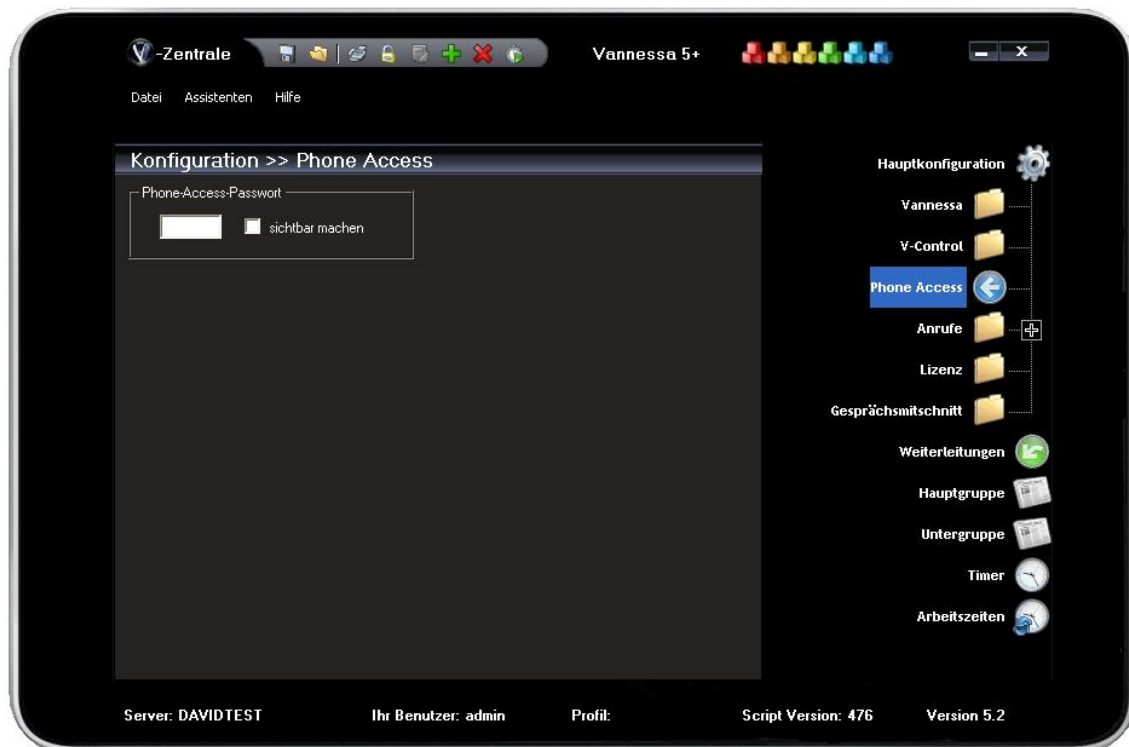 V-Zentrale
Vannessa 5+
Datei Assistenten Hilfe
Konfiguration >> Phone Access
Phone-Access-Passwort
sichtbar machen
Hauptkonfiguration
Vannessa
V-Control
Phone Access
Anrufe
Lizenz
Gesprächsmitschnitt
Weiterleitungen
Hauptgruppe
Untergruppe
Timer
Arbeitszeiten
Server: DAVIDTEST Ihr Benutzer: admin Profil: Script Version: 476 Version 5.2